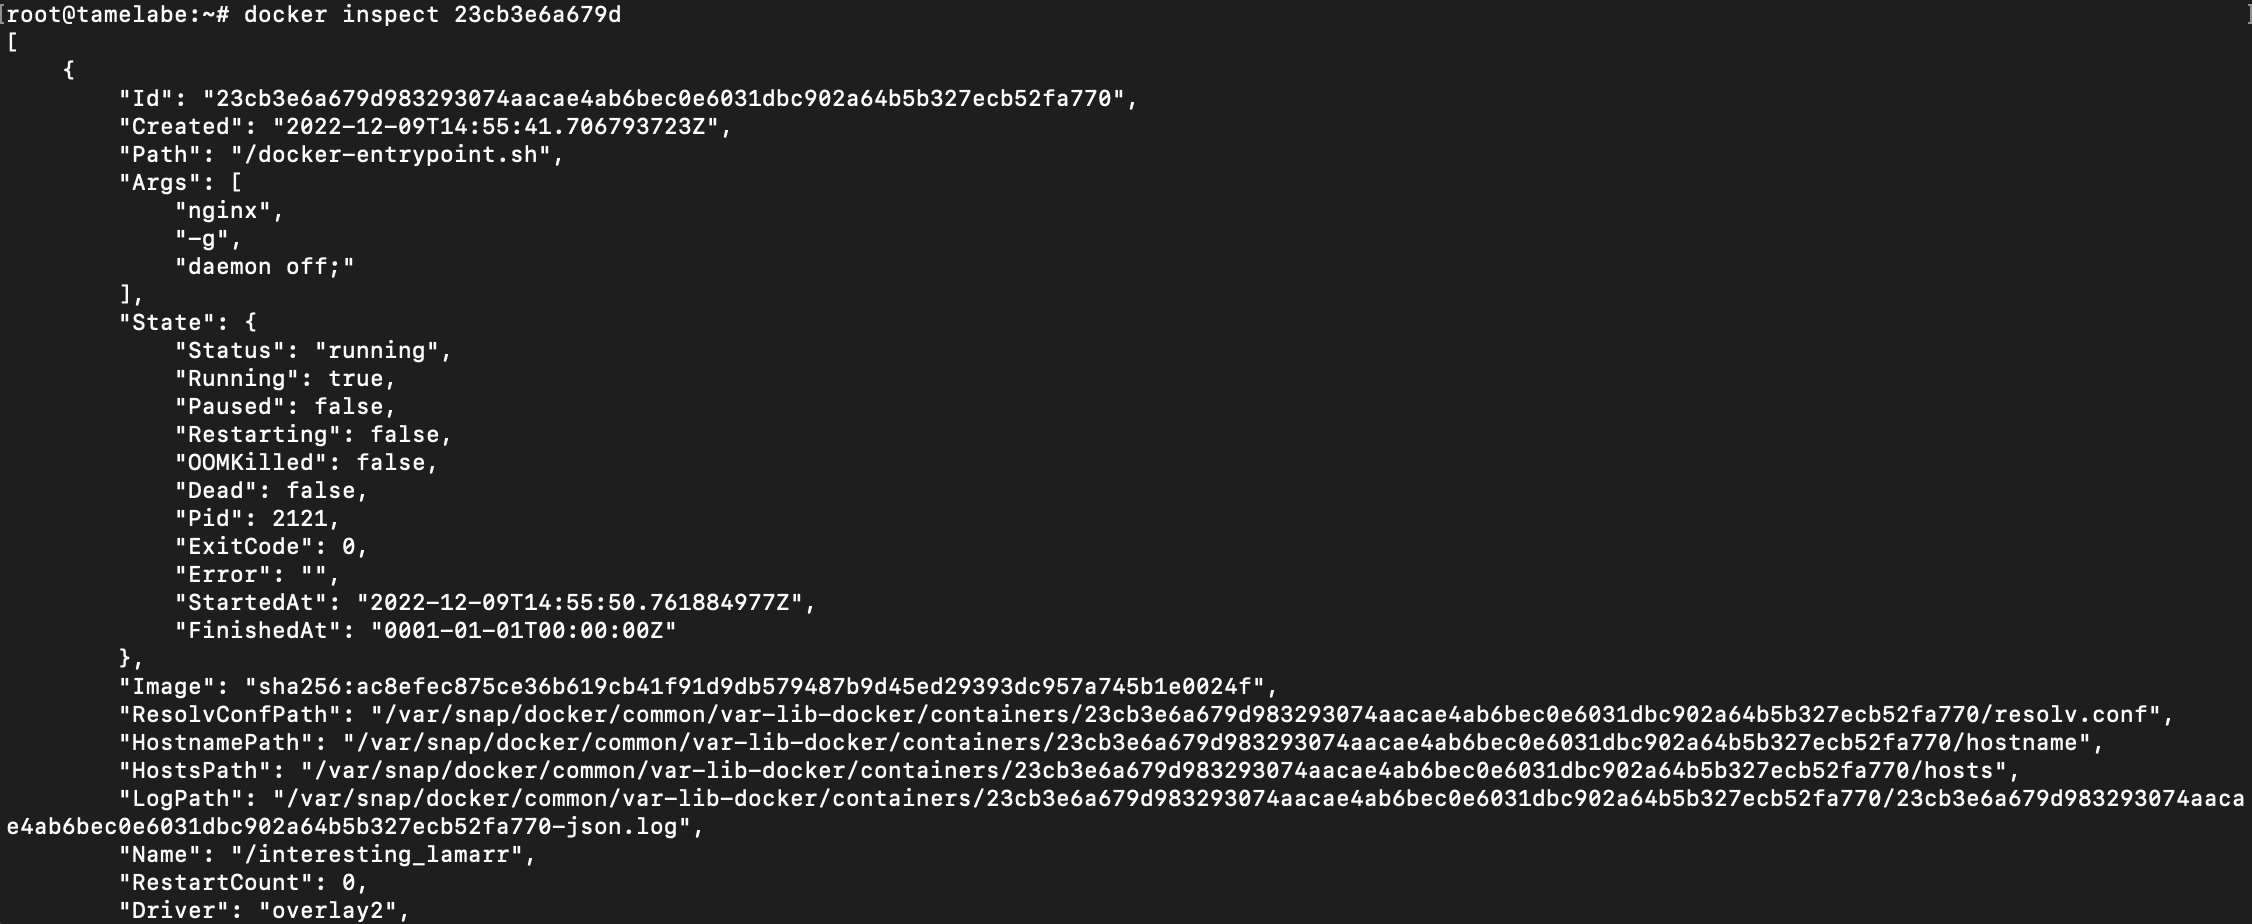 [root@tamelabe:~# docker inspect 23cb3e6a679d ]
[
    {
        "Id": "23cb3e6a679d983293074aacae4ab6bec0e6031dbc902a64b5b327ecb52fa770",
        "Created": "2022-12-09T14:55:41.706793723Z",
        "Path": "/docker-entrypoint.sh",
        "Args": [
            "nginx",
            "-g",
            "daemon off;"
        ],
        "State": {
            "Status": "running",
            "Running": true,
            "Paused": false,
            "Restarting": false,
            "OOMKilled": false,
            "Dead": false,
            "Pid": 2121,
            "ExitCode": 0,
            "Error": "",
            "StartedAt": "2022-12-09T14:55:50.761884977Z",
            "FinishedAt": "0001-01-01T00:00:00Z"
        },
        "Image": "sha256:ac8efec875ce36b619cb41f91d9db579487b9d45ed29393dc957a745b1e0024f",
        "ResolvConfPath": "/var/snap/docker/common/var-lib-docker/containers/23cb3e6a679d983293074aacae4ab6bec0e6031dbc902a64b5b327ecb52fa770/resolv.conf",
        "HostnamePath": "/var/snap/docker/common/var-lib-docker/containers/23cb3e6a679d983293074aacae4ab6bec0e6031dbc902a64b5b327ecb52fa770/hostname",
        "HostsPath": "/var/snap/docker/common/var-lib-docker/containers/23cb3e6a679d983293074aacae4ab6bec0e6031dbc902a64b5b327ecb52fa770/hosts",
        "LogPath": "/var/snap/docker/common/var-lib-docker/containers/23cb3e6a679d983293074aacae4ab6bec0e6031dbc902a64b5b327ecb52fa770/23cb3e6a679d983293074aaca
e4ab6bec0e6031dbc902a64b5b327ecb52fa770-json.log",
        "Name": "/interesting_lamarr",
        "RestartCount": 0,
        "Driver": "overlay2",